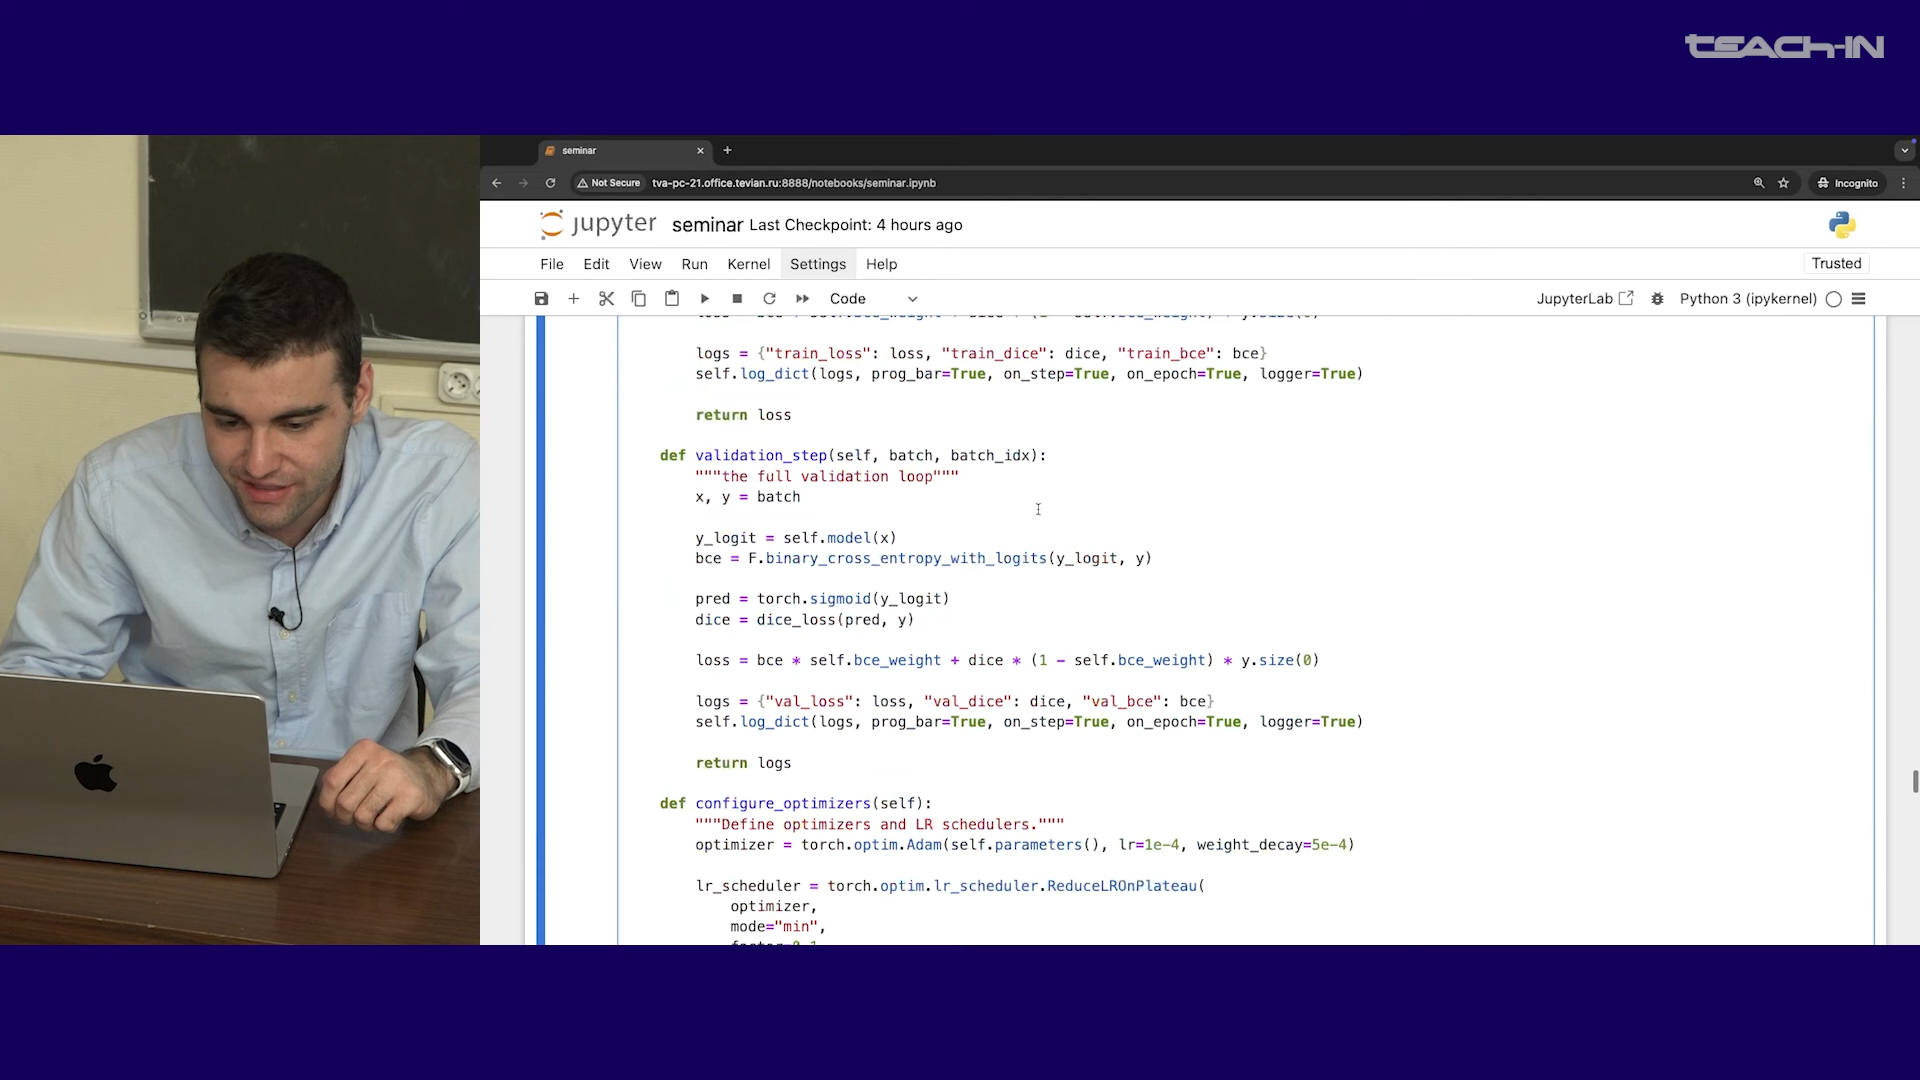 teach-in
seminar
Not Secure tva-pc-21.office.tevian.ru:8888/notebooks/seminar.ipynb
Incognito
jupyter seminar Last Checkpoint: 4 hours ago
File Edit View Run Kernel Settings Help
Trusted
Code
JupyterLab
Python 3 (ipykernel)
logs = {"train_loss": loss, "train_dice": dice, "train_bce": bce}
self.log_dict(logs, prog_bar=True, on_step=True, on_epoch=True, logger=True)
return loss
def validation_step(self, batch, batch_idx):
"""the full validation loop"""
x, y = batch
y_logit = self.model(x)
bce = F.binary_cross_entropy_with_logits(y_logit, y)
pred = torch.sigmoid(y_logit)
dice = dice_loss(pred, y)
loss = bce * self.bce_weight + dice * (1 - self.bce_weight) * y.size(0)
logs = {"val_loss": loss, "val_dice": dice, "val_bce": bce}
self.log_dict(logs, prog_bar=True, on_step=True, on_epoch=True, logger=True)
return logs
def configure_optimizers(self):
"""Define optimizers and LR schedulers."""
optimizer = torch.optim.Adam(self.parameters(), lr=1e-4, weight_decay=5e-4)
lr_scheduler = torch.optim.lr_scheduler.ReduceLROnPlateau(
optimizer,
mode="min",